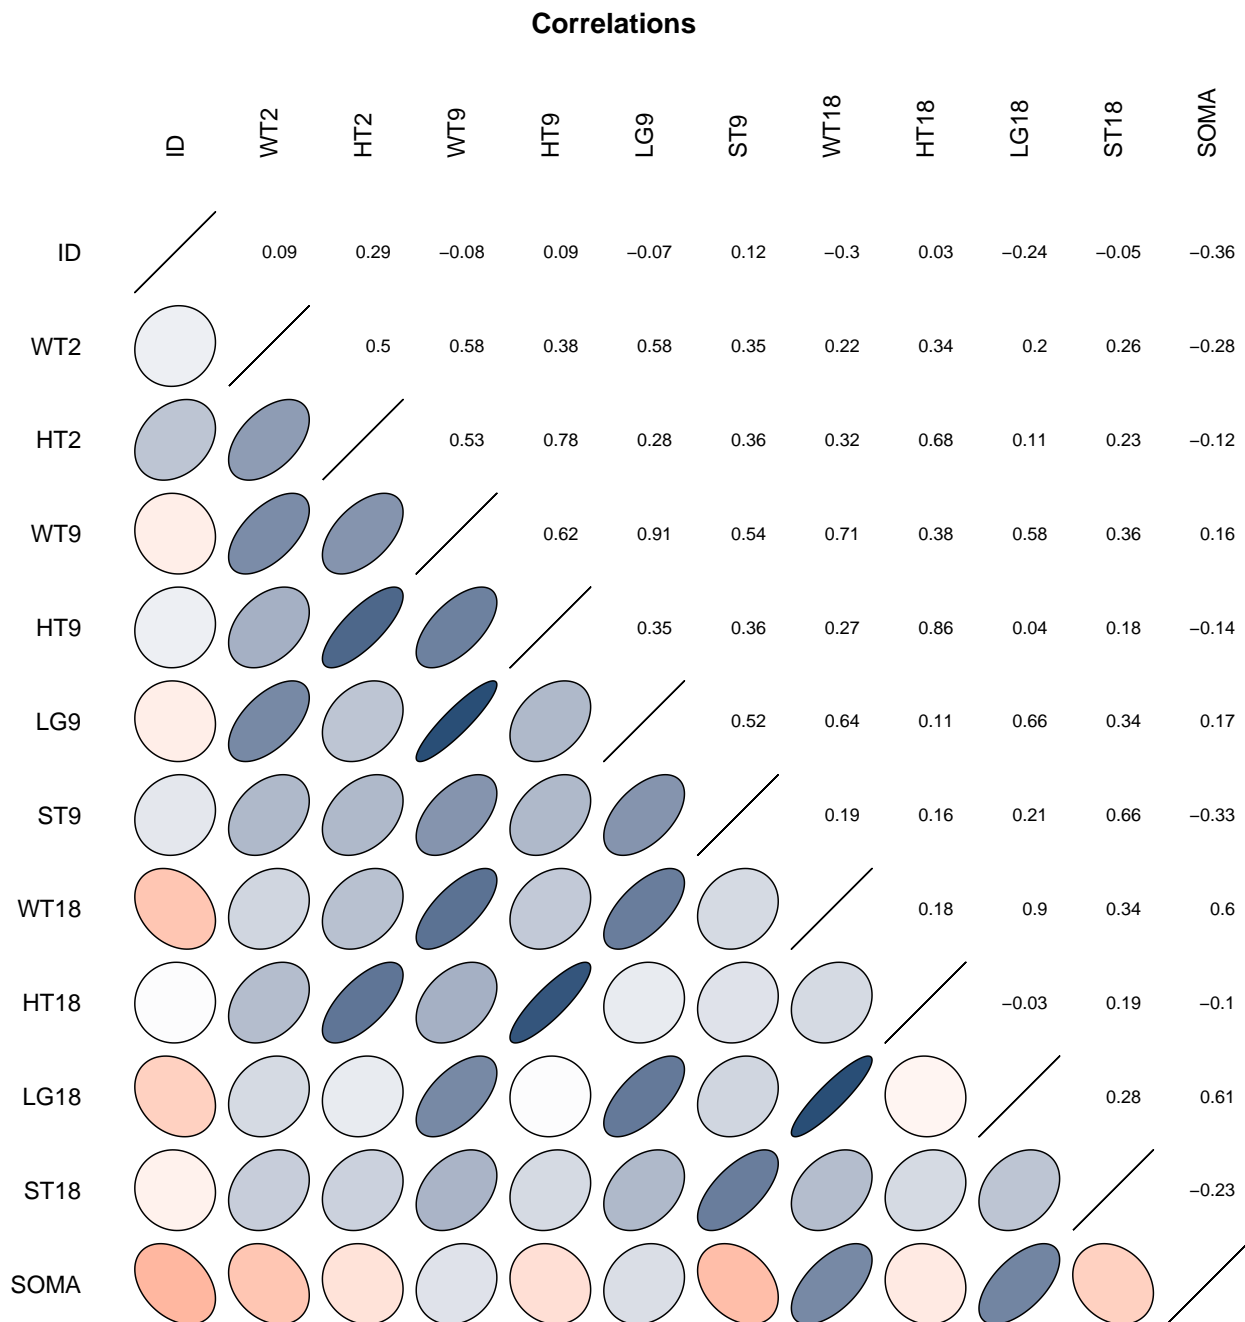 Correlations
ID WT2 HT2 WT9 HT9 LG9 ST9 WT18 HT18 LG18 ST18 SOMA
ID 0.09 0.29 −0.08 0.09 −0.07 0.12 −0.3 0.03 −0.24 −0.05 −0.36
WT2 0.5 0.58 0.38 0.58 0.35 0.22 0.34 0.2 0.26 −0.28
HT2 0.53 0.78 0.28 0.36 0.32 0.68 0.11 0.23 −0.12
WT9 0.62 0.91 0.54 0.71 0.38 0.58 0.36 0.16
HT9 0.35 0.36 0.27 0.86 0.04 0.18 −0.14
LG9 0.52 0.64 0.11 0.66 0.34 0.17
ST9 0.19 0.16 0.21 0.66 −0.33
WT18 0.18 0.9 0.34 0.6
HT18 −0.03 0.19 −0.1
LG18 0.28 0.61
ST18 −0.23
SOMA